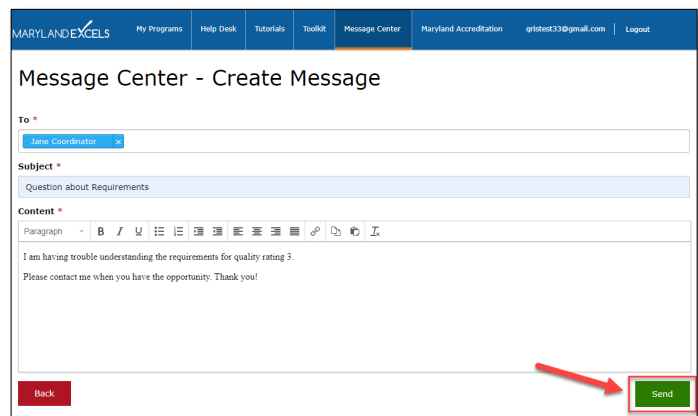 MARYLAND EXCELS My Programs Help Desk Tutorials Toolkit Message Center Maryland Accreditation qristest33@gmail.com Logout
Message Center - Create Message
To *
Jane Coordinator x
Subject *
Question about Requirements
Content *
Paragraph B I U
I am having trouble understanding the requirements for quality rating 3.
Please contact me when you have the opportunity. Thank you!
Back Send